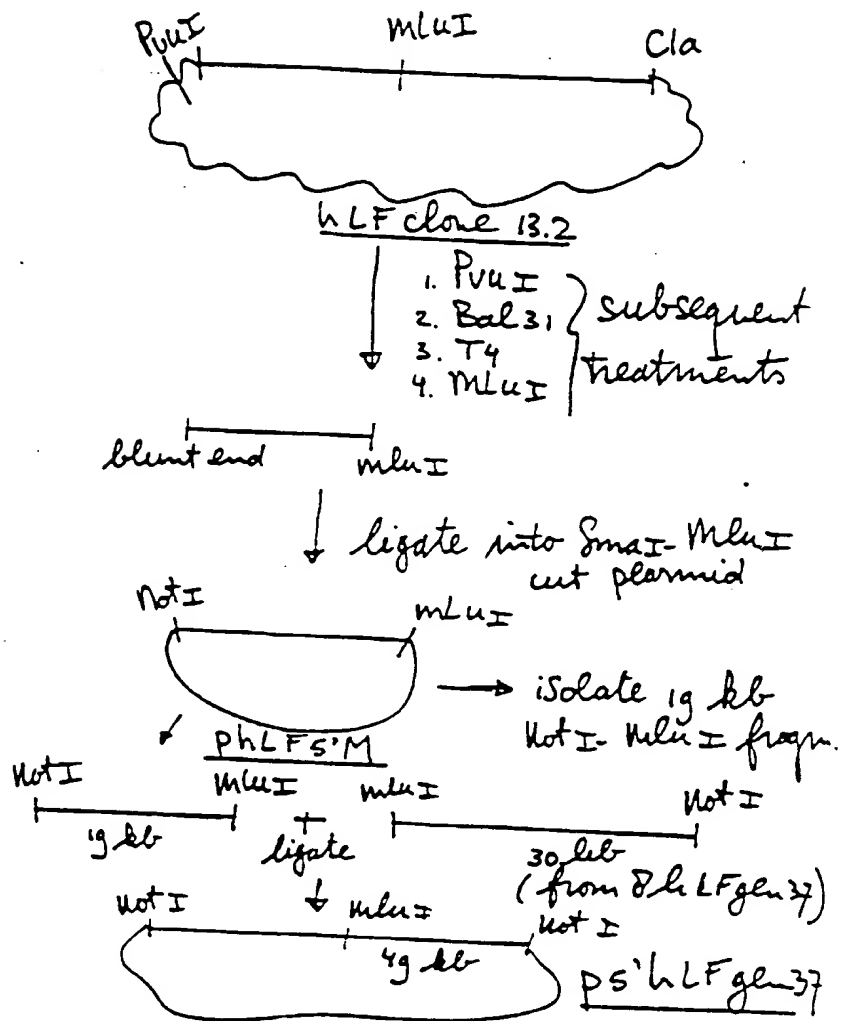 PvuI mluI Cla
hLF clone 13.2
1. PvuI
2. Bal31 subsequent
3. T4 treatments
4. MLuI
blunt end mluI
ligate into SmaI-MluI
cut plasmid
NotI mLuI
→ isolate 19 kb
NotI-MluI fragm.
phLF5'M
NotI mluI mluI NotI
19 kb + ligate 30 kb
(from 8hLFgen37)
NotI mluI NotI
49 kb
p5'hLFgen37